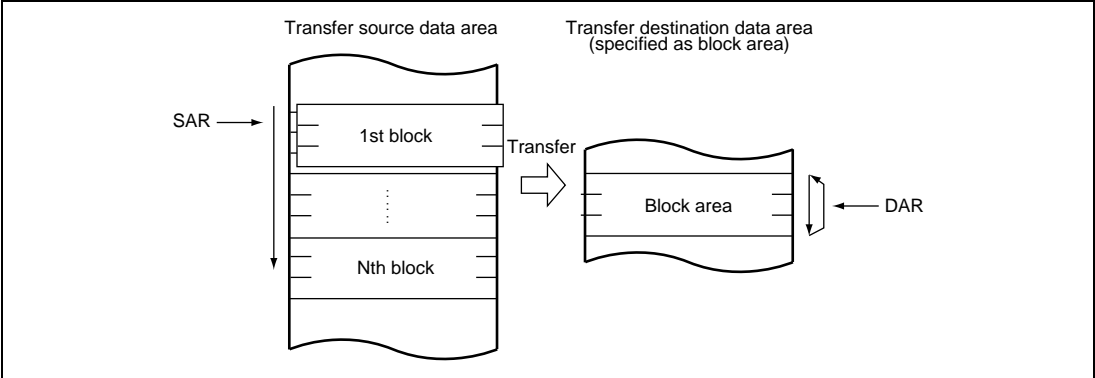 Transfer source data area
Transfer destination data area
(specified as block area)
SAR
1st block
Transfer
Block area
DAR
Nth block